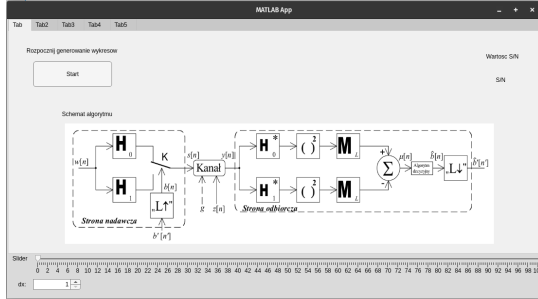 MATLAB App
Tab Tab2 Tab3 Tab4 Tab5
Rozpocznij generowanie wykresow
Wartosc S/N
Start
S/N
Schemat algorytmu
H 0
H * 0
( )²
M L
K
w[n]
s[n]
Kanał
y[n]
+
Σ
-
μ[n]
Algorytm decyzyjny
b̂[n]
„L↓”
b̂'[n']
H 1
b[n]
„L↑”
g
z[n]
H * 1
( )²
M L
Strona nadawcza
Strona odbiorcza
b' [n']
Slider
0 2 4 6 8 10 12 14 16 18 20 22 24 26 28 30 32 34 36 38 40 42 44 46 48 50 52 54 56 58 60 62 64 66 68 70 72 74 76 78 80 82 84 86 88 90 92 94 96 98
dx: 1